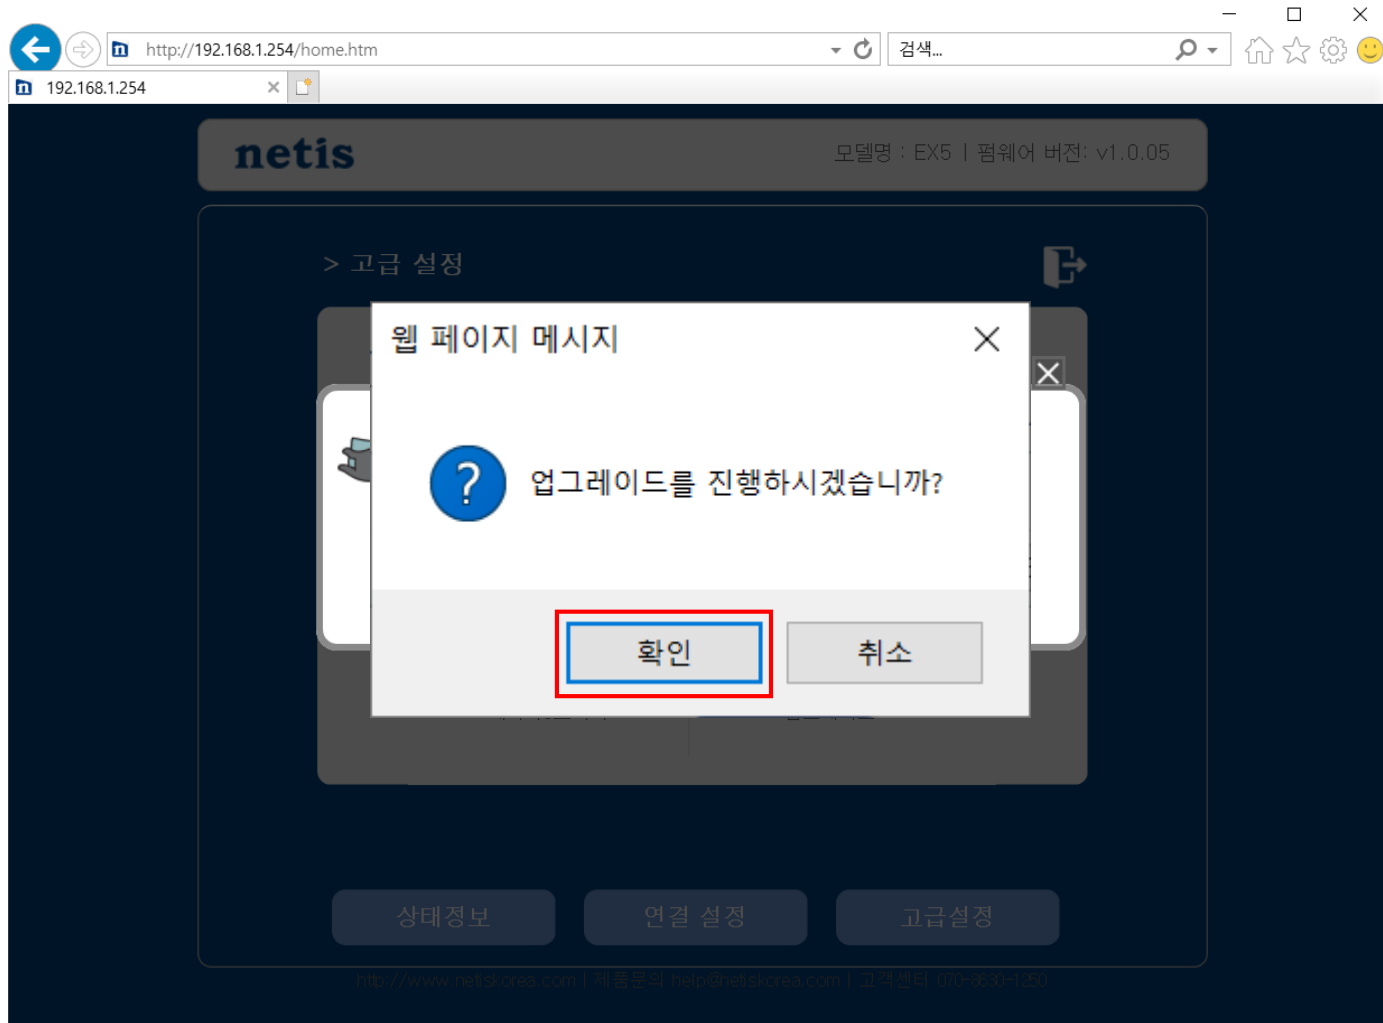 http://192.168.1.254/home.htm
검색...
192.168.1.254
netis
모델명 : EX5 | 펌웨어 버전: v1.0.05
> 고급 설정
웹 페이지 메시지
업그레이드를 진행하시겠습니까?
확인
취소
상태정보
연결 설정
고급설정
http://www.netiskorea.com | 제품문의 help@netiskorea.com | 고객센터 070-8630-1250